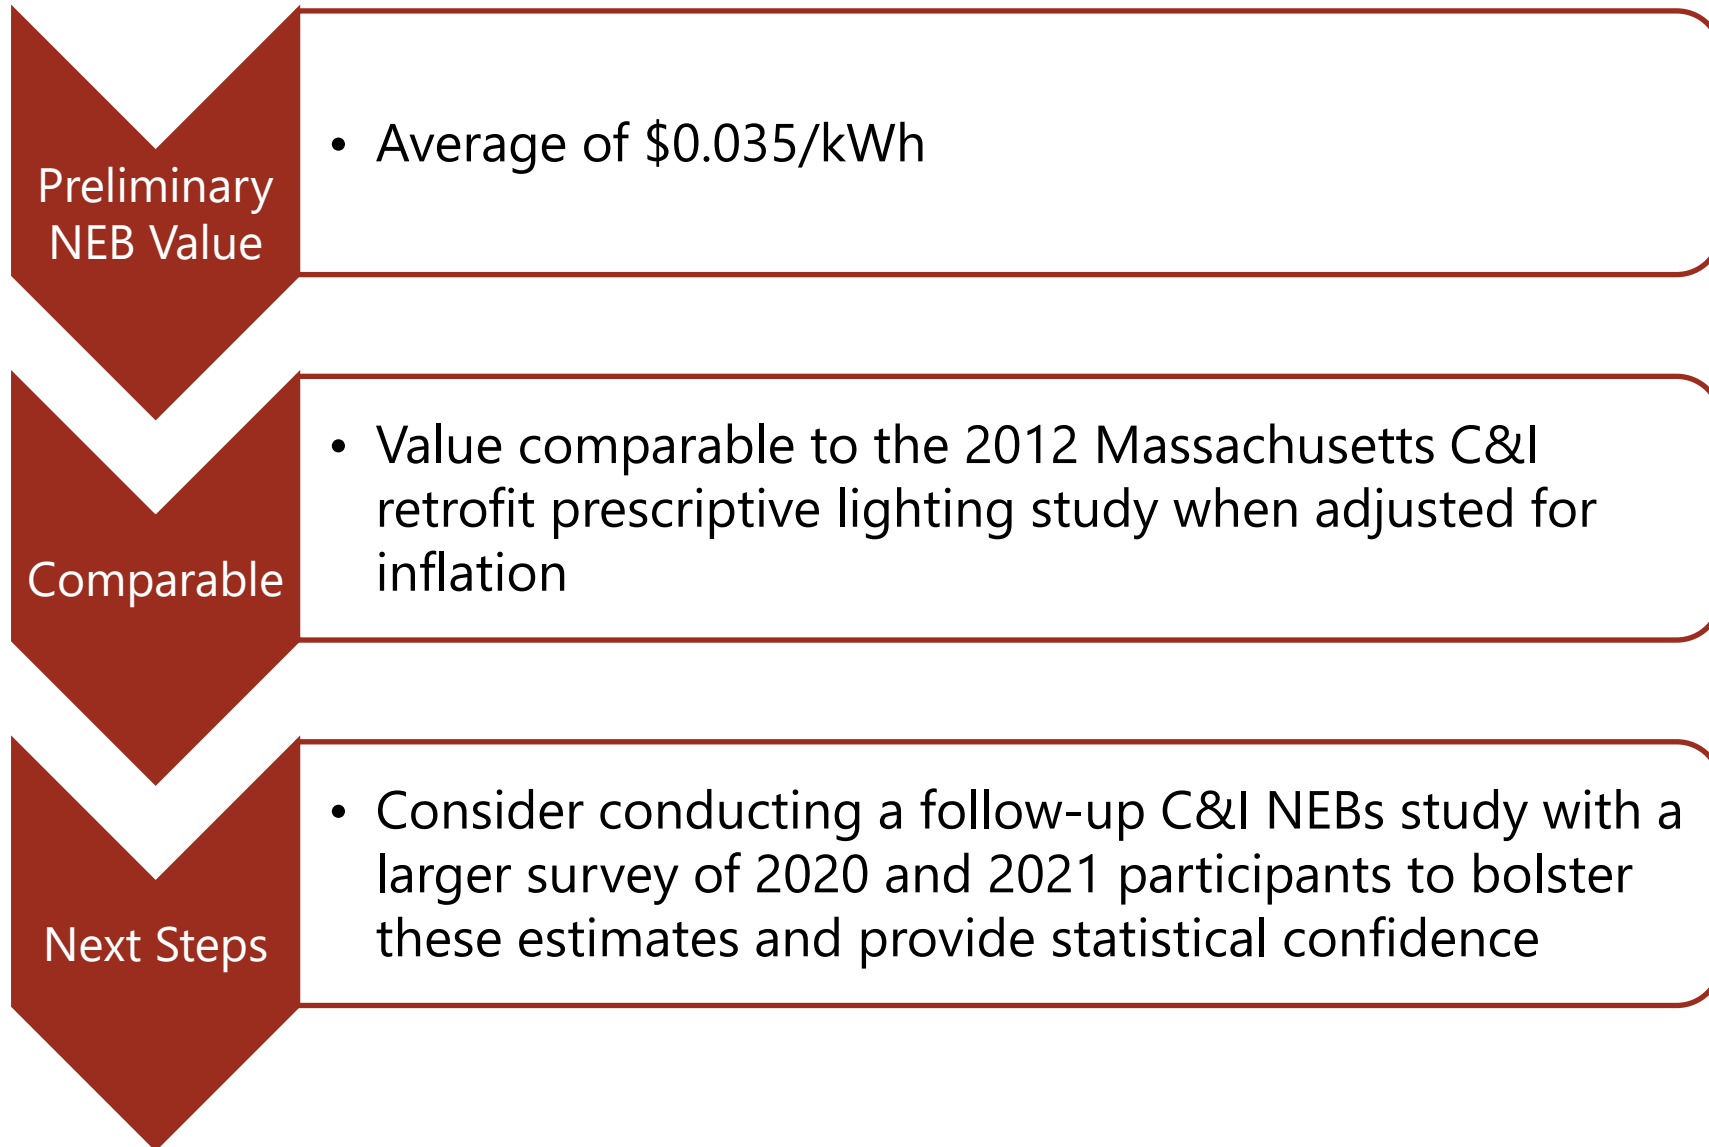 Preliminary
NEB Value
• Average of $0.035/kWh
Comparable
• Value comparable to the 2012 Massachusetts C&I
retrofit prescriptive lighting study when adjusted for
inflation
Next Steps
• Consider conducting a follow-up C&I NEBs study with a
larger survey of 2020 and 2021 participants to bolster
these estimates and provide statistical confidence